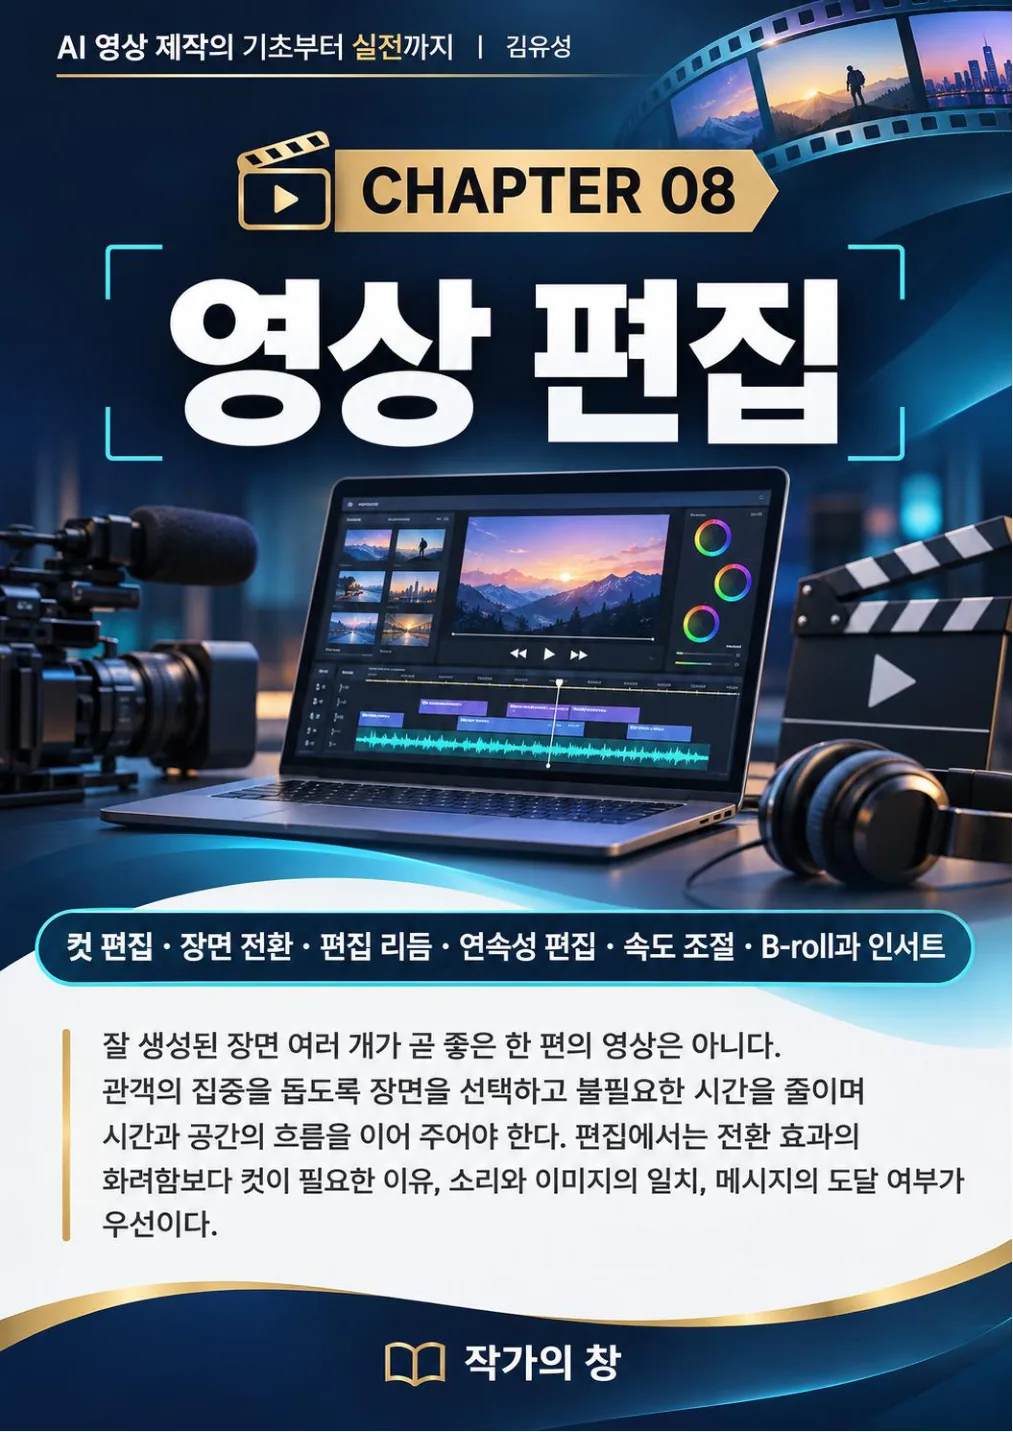 AI 영상 제작의 기초부터 실전까지 | 김유성
CHAPTER 08
영상 편집
컷 편집 · 장면 전환 · 편집 리듬 · 연속성 편집 · 속도 조절 · B-roll과 인서트
잘 생성된 장면 여러 개가 곧 좋은 한 편의 영상은 아니다.
관객의 집중을 돕도록 장면을 선택하고 불필요한 시간을 줄이며
시간과 공간의 흐름을 이어 주어야 한다. 편집에서는 전환 효과의
화려함보다 컷이 필요한 이유, 소리와 이미지의 일치, 메시지의 도달 여부가
우선이다.
작가의 창